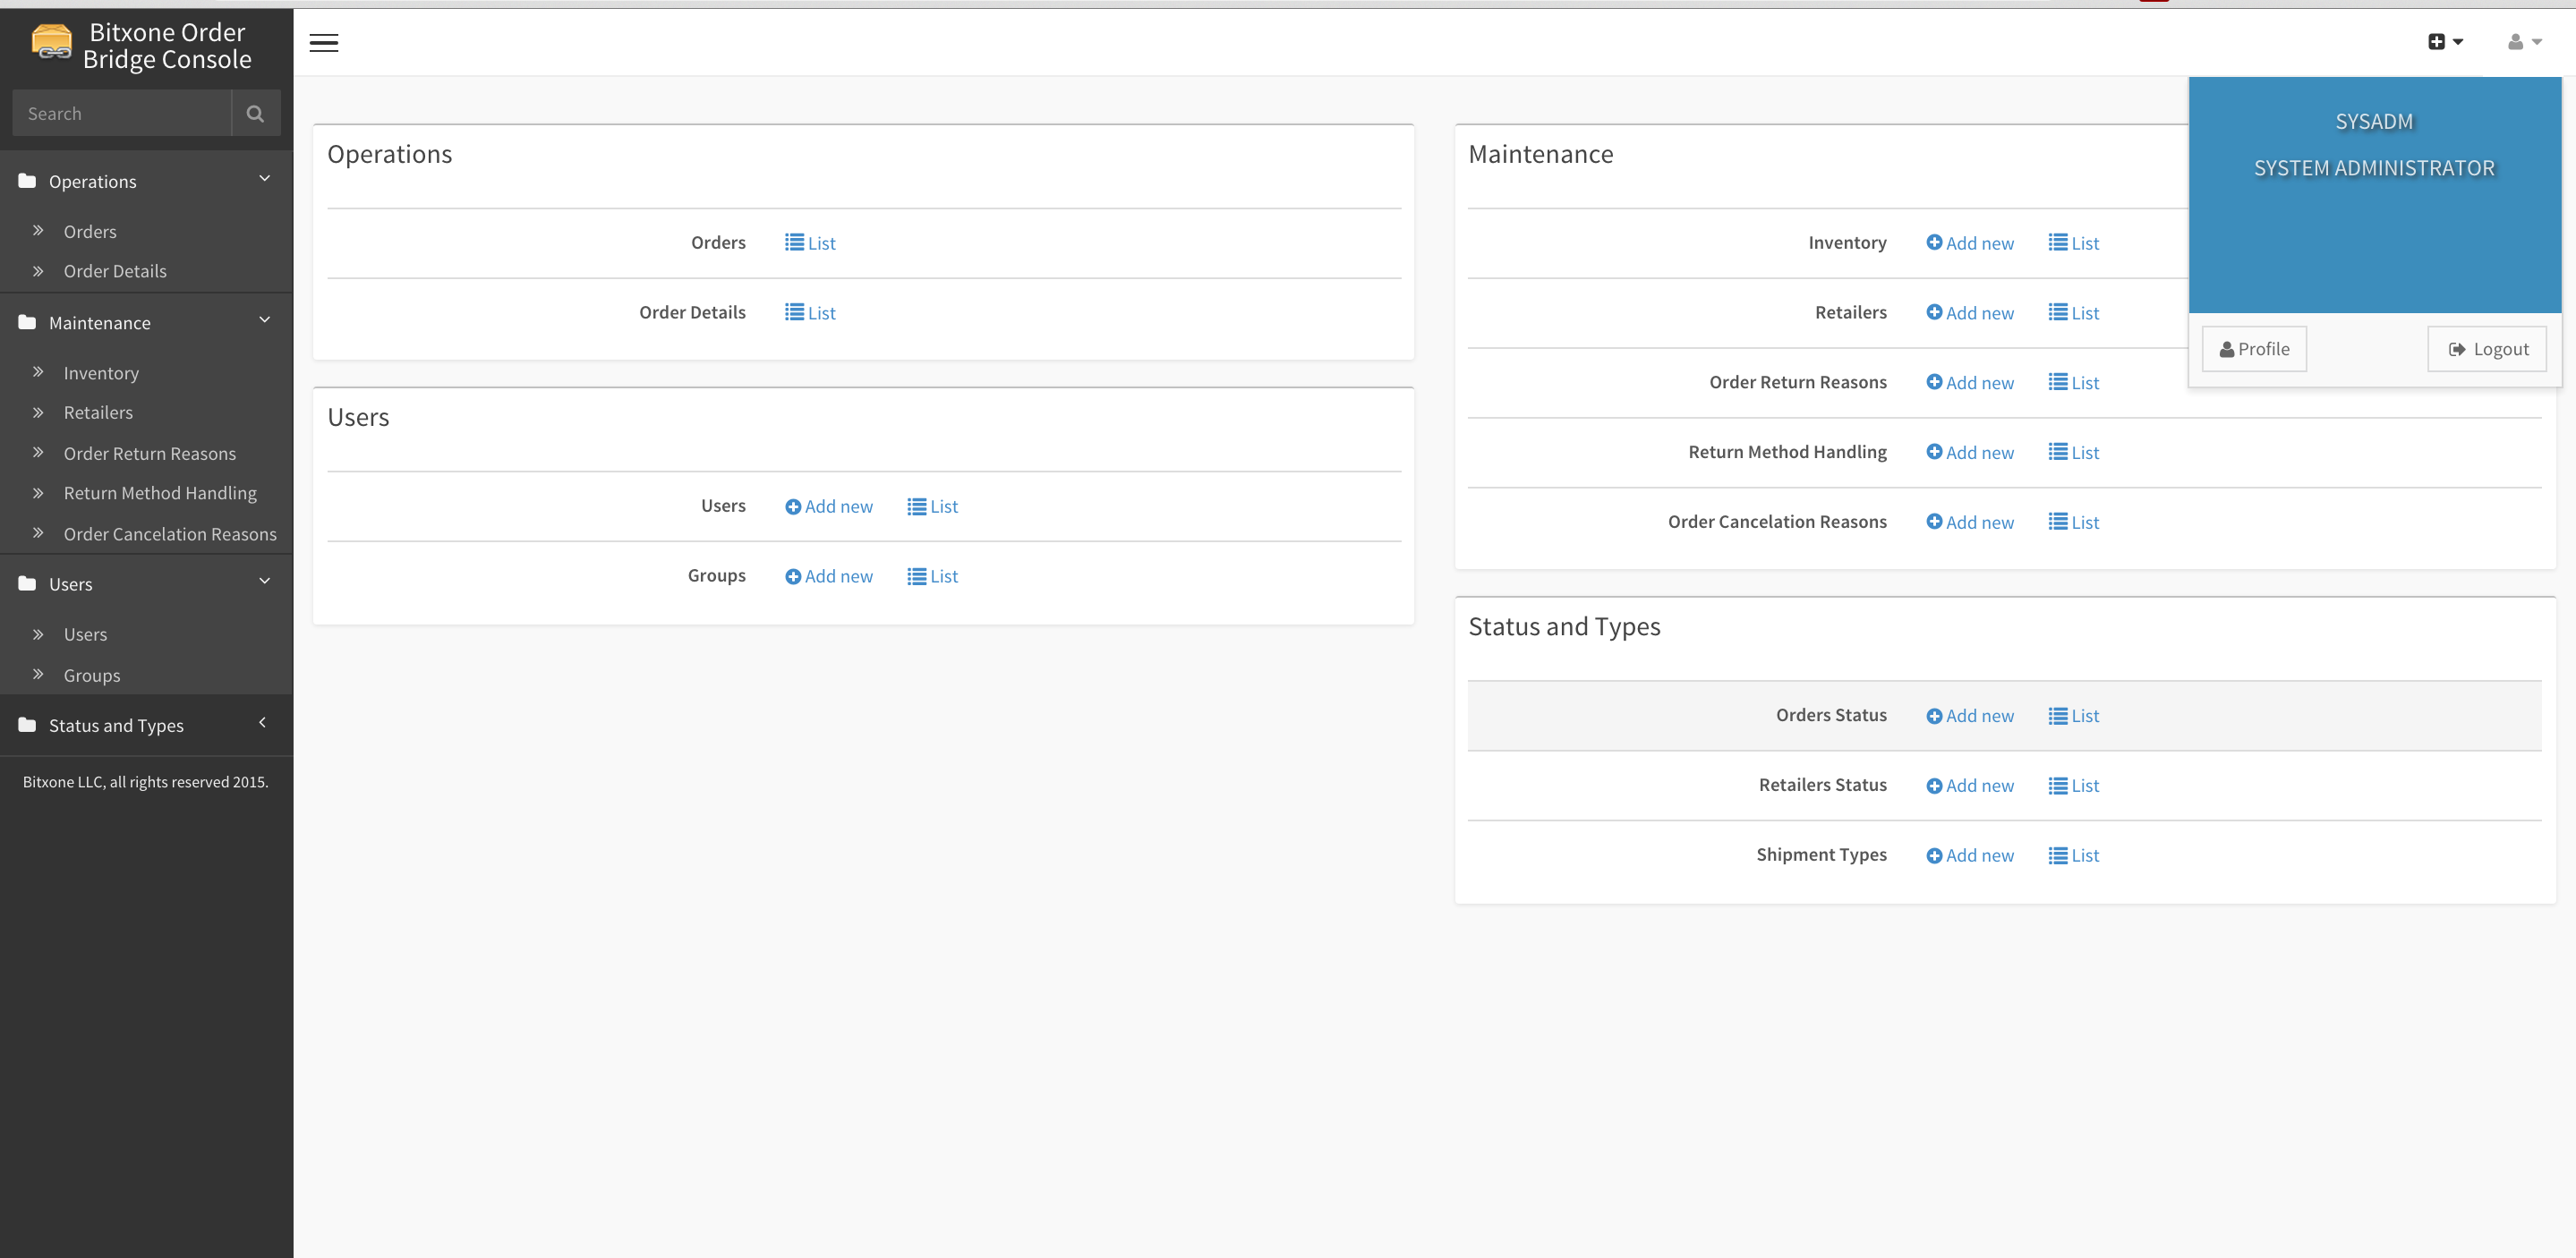 Bitxone Order
Bridge Console
Search
Operations
Orders
Order Details
Maintenance
Inventory
Retailers
Order Return Reasons
Return Method Handling
Order Cancelation Reasons
Users
Users
Groups
Status and Types
Bitxone LLC, all rights reserved 2015.
Operations
Orders List
Order Details List
Users
Users Add new List
Groups Add new List
Maintenance
Inventory Add new List
Retailers Add new List
Order Return Reasons Add new List
Return Method Handling Add new List
Order Cancelation Reasons Add new List
Status and Types
Orders Status Add new List
Retailers Status Add new List
Shipment Types Add new List
SYSADM
SYSTEM ADMINISTRATOR
Profile Logout